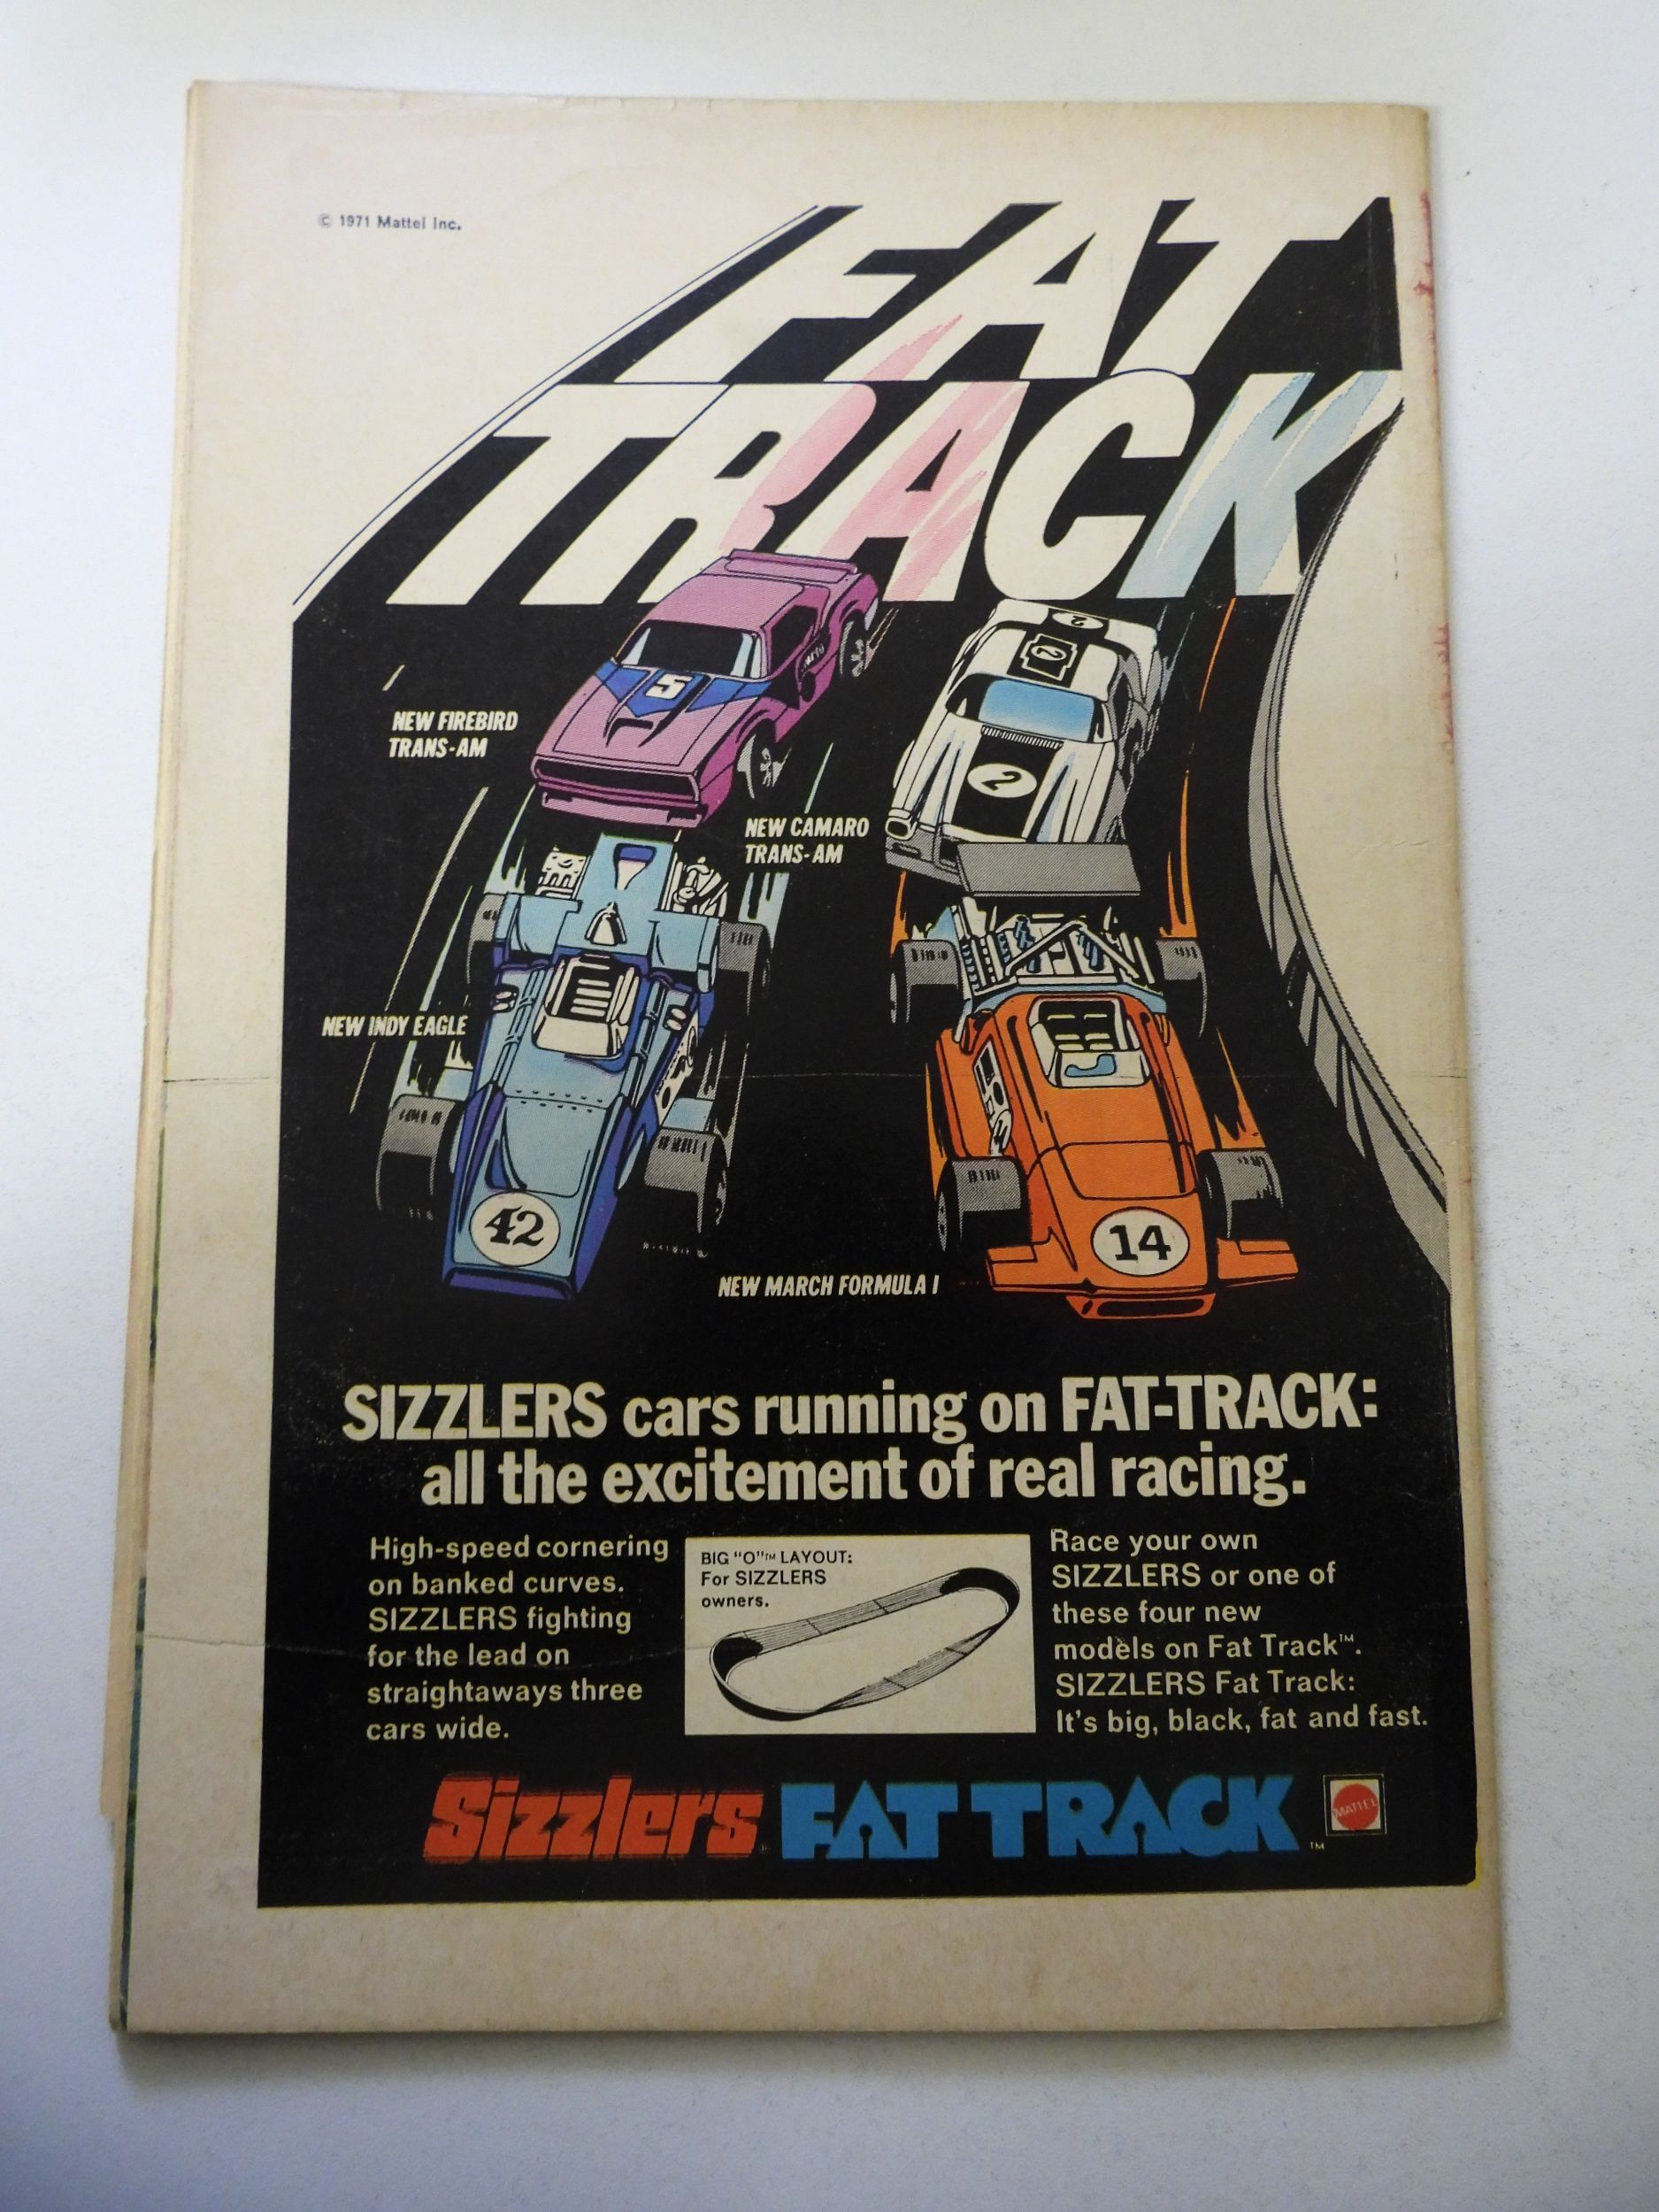 © 1971 Mattel Inc.
FAT
TRACK
5
2
2
2
NEW FIREBIRD
TRANS-AM
NEW CAMARO
TRANS-AM
NEW INDY EAGLE
42
14
NEW MARCH FORMULA I
SIZZLERS cars running on FAT-TRACK:
all the excitement of real racing.
High-speed cornering
on banked curves.
SIZZLERS fighting
for the lead on
straightaways three
cars wide.
BIG "O"™ LAYOUT:
For SIZZLERS
owners.
Race your own
SIZZLERS or one of
these four new
models on Fat Track™.
SIZZLERS Fat Track:
It's big, black, fat and fast.
Sizzlers® FAT TRACK™
MATTEL